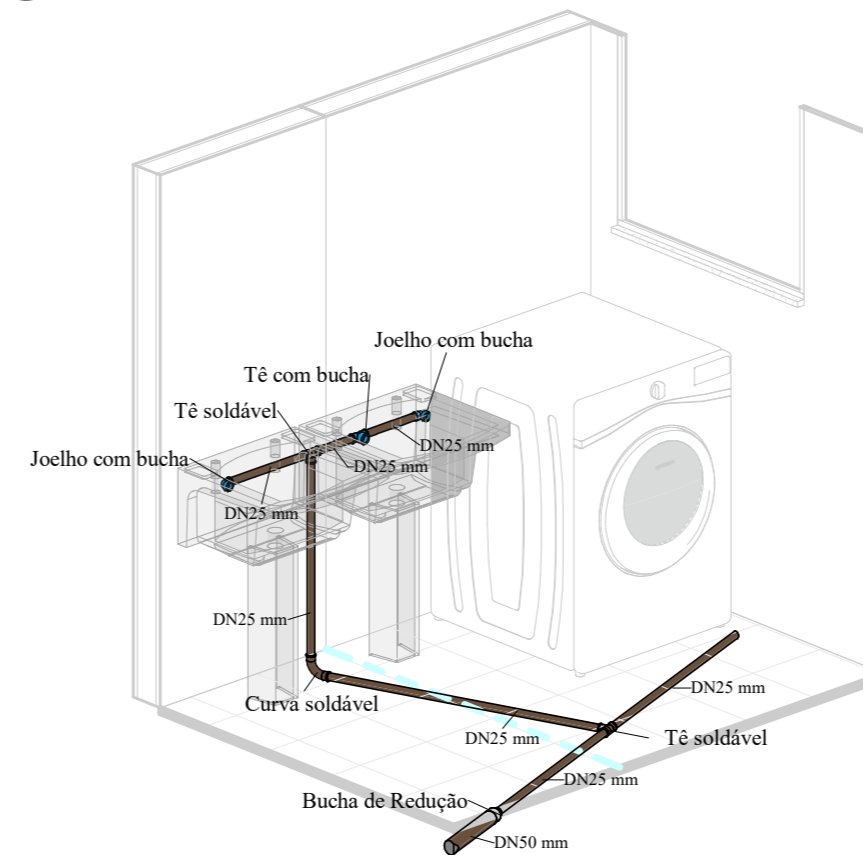 Joelho com bucha
Tê com bucha
Tê soldável
DN25 mm
Joelho com bucha
DN25 mm
DN25 mm
DN25 mm
DN25 mm
Curva soldável
DN25 mm
Tê soldável
DN25 mm
Bucha de Redução
DN50 mm